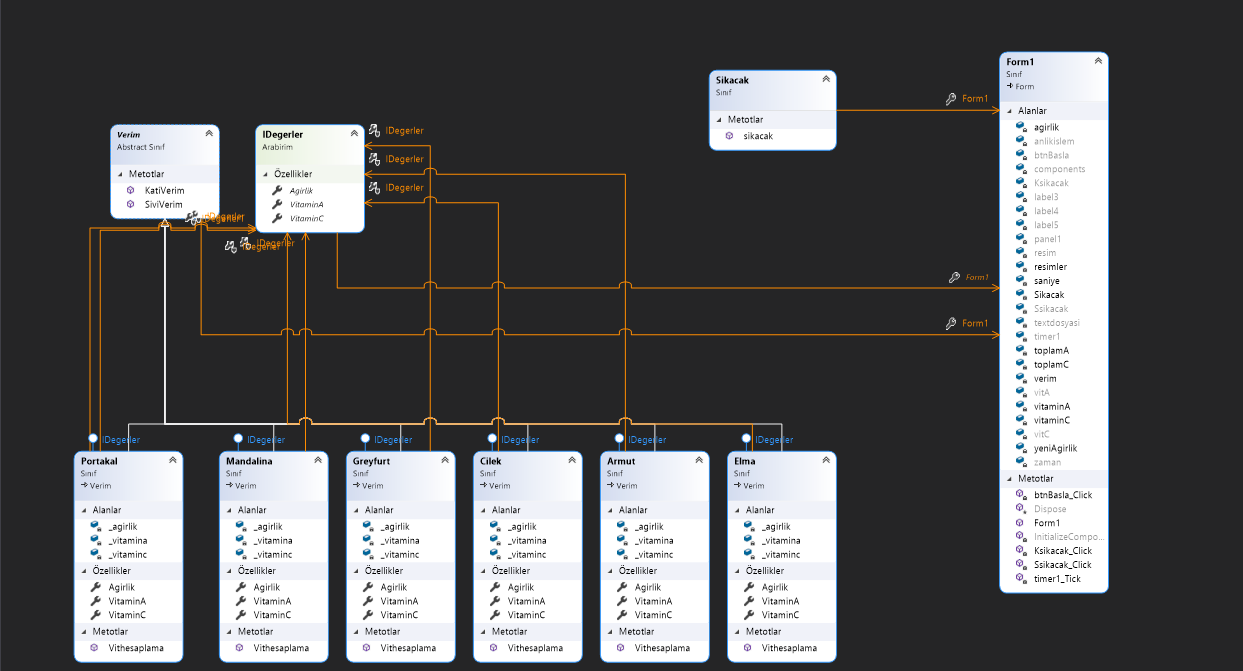 Verim
Abstract Sınıf
Metotlar
KatiVerim
SiviVerim
IDegerler
Arabirim
Özellikler
Agirlik
VitaminA
VitaminC
IDegerler
IDegerler
IDegerler
IDegerler
IDegerler
IDegerler
IDegerler
Sikacak
Sınıf
Metotlar
sikacak
Form1
Form1
Form1
Form1
Sınıf
Form
Alanlar
agirlik
anlikislem
btnBasla
components
Ksikacak
label3
label4
label5
panel1
resim
resimler
saniye
Sikacak
Ssikacak
textdosyasi
timer1
toplamA
toplamC
verim
vitA
vitaminA
vitaminC
vitC
yeniAgirlik
zaman
Metotlar
btnBasla_Click
Dispose
Form1
InitializeCompo...
Ksikacak_Click
Ssikacak_Click
timer1_Tick
IDegerler
Portakal
Sınıf
Verim
Alanlar
_agirlik
_vitamina
_vitaminc
Özellikler
Agirlik
VitaminA
VitaminC
Metotlar
Vithesaplama
IDegerler
Mandalina
Sınıf
Verim
Alanlar
_agirlik
_vitamina
_vitaminc
Özellikler
Agirlik
VitaminA
VitaminC
Metotlar
Vithesaplama
IDegerler
Greyfurt
Sınıf
Verim
Alanlar
_agirlik
_vitamina
_vitaminc
Özellikler
Agirlik
VitaminA
VitaminC
Metotlar
Vithesaplama
IDegerler
Cilek
Sınıf
Verim
Alanlar
_agirlik
_vitamina
_vitaminc
Özellikler
Agirlik
VitaminA
VitaminC
Metotlar
Vithesaplama
IDegerler
Armut
Sınıf
Verim
Alanlar
_agirlik
_vitamina
_vitaminc
Özellikler
Agirlik
VitaminA
VitaminC
Metotlar
Vithesaplama
IDegerler
Elma
Sınıf
Verim
Alanlar
_agirlik
_vitamina
_vitaminc
Özellikler
Agirlik
VitaminA
VitaminC
Metotlar
Vithesaplama